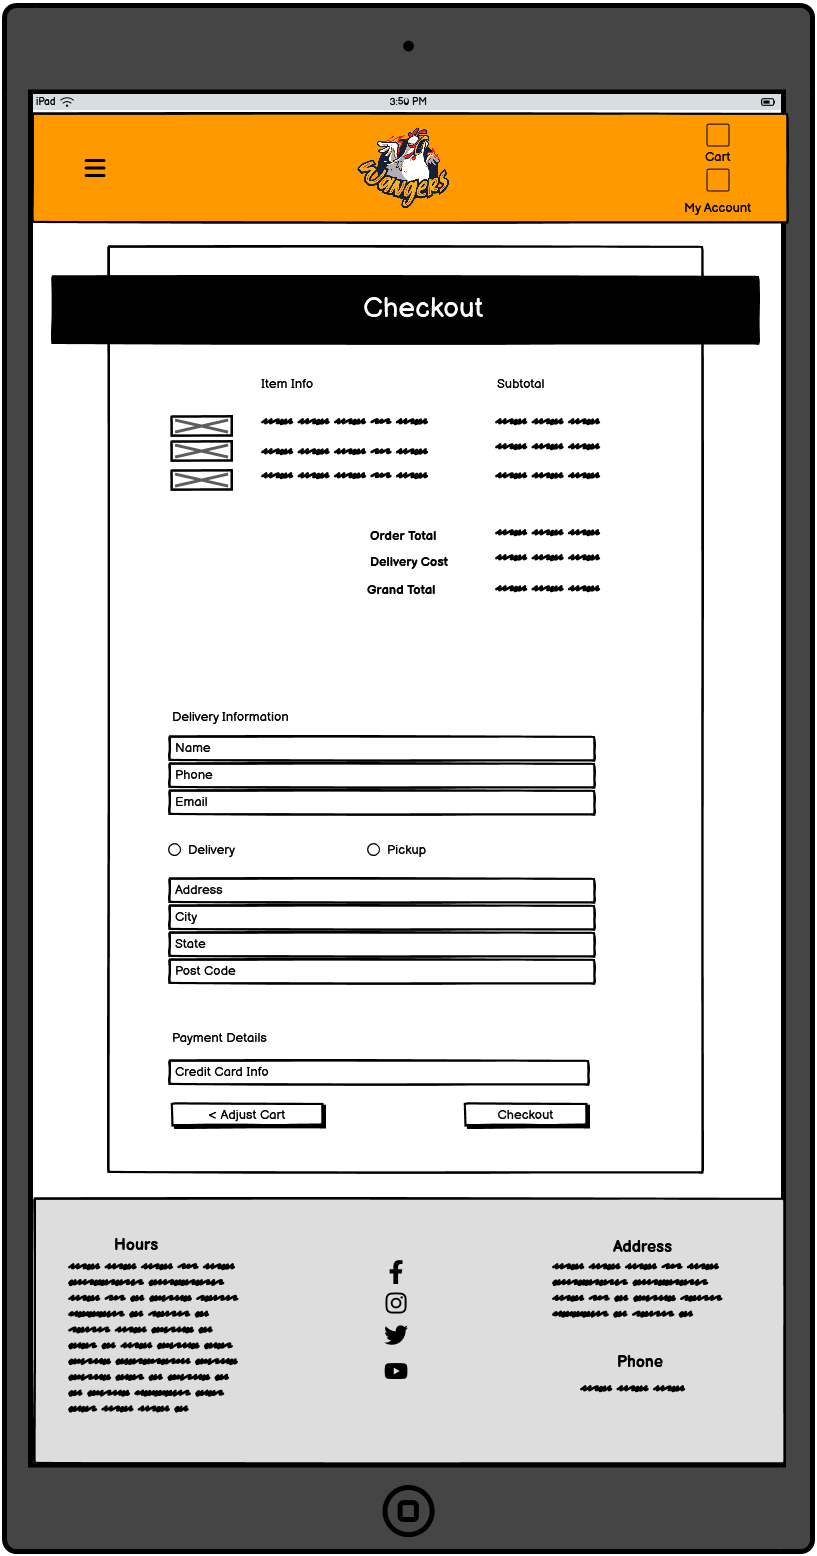 iPad 3:50 PM
Wangers
Cart
My Account
Checkout
Item Info Subtotal
Order Total
Delivery Cost
Grand Total
Delivery Information
Name
Phone
Email
Delivery Pickup
Address
City
State
Post Code
Payment Details
Credit Card Info
< Adjust Cart Checkout
Hours
Address
Phone